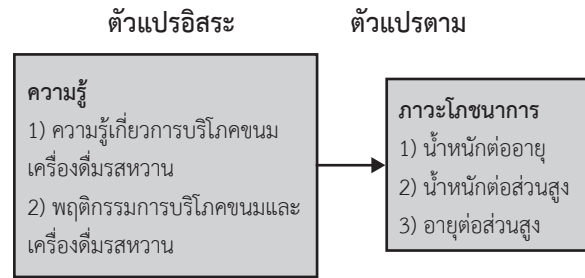 ตัวแปรอิสระ
ตัวแปรตาม
ความรู้
1) ความรู้เกี่ยวการบริโภคขนม
เครื่องดื่มรสหวาน
2) พฤติกรรมการบริโภคขนมและ
เครื่องดื่มรสหวาน
ภาวะโภชนาการ
1) น้ำหนักต่ออายุ
2) น้ำหนักต่อส่วนสูง
3) อายุต่อส่วนสูง